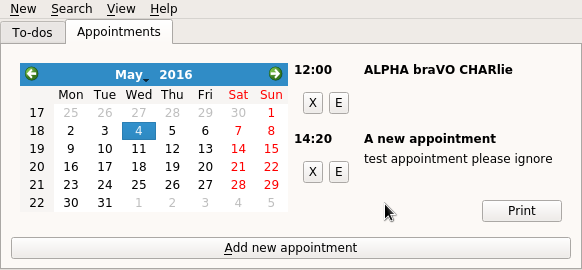 New Search View Help
To-dos Appointments
May 2016
Mon Tue Wed Thu Fri Sat Sun
17 25 26 27 28 29 30 1
18 2 3 4 5 6 7 8
19 9 10 11 12 13 14 15
20 16 17 18 19 20 21 22
21 23 24 25 26 27 28 29
22 30 31 1 2 3 4 5
12:00 ALPHA braVO CHARlie
X E
14:20 A new appointment
test appointment please ignore
X E
Print
Add new appointment